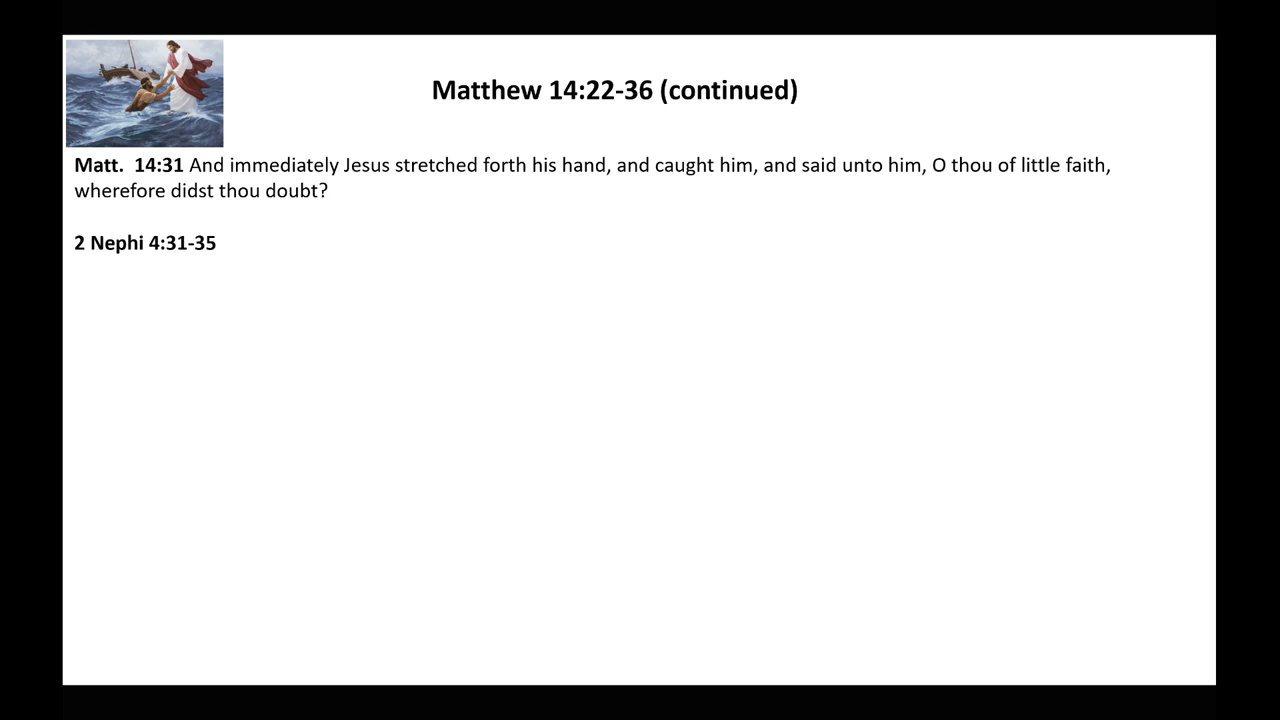 Matthew 14:22-36 (continued)
Matt.  14:31 And immediately Jesus stretched forth his hand, and caught him, and said unto him, O thou of little faith,
wherefore didst thou doubt?
2 Nephi 4:31-35